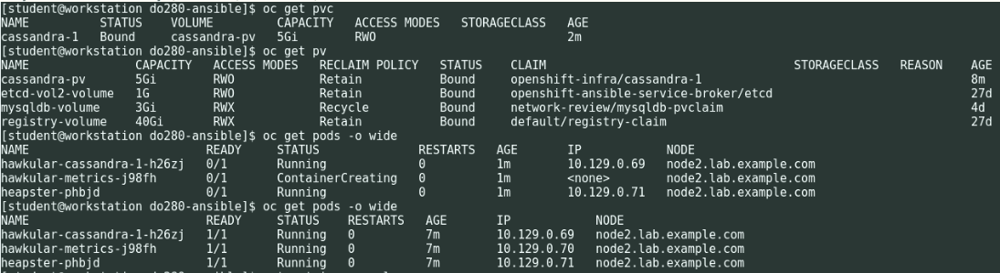 [student@workstation do280-ansible]$ oc get pvc
NAME          STATUS    VOLUME         CAPACITY   ACCESS MODES   STORAGECLASS   AGE
cassandra-1   Bound     cassandra-pv   5Gi        RWO                           2m
[student@workstation do280-ansible]$ oc get pv
NAME               CAPACITY   ACCESS MODES   RECLAIM POLICY   STATUS    CLAIM                                   STORAGECLASS   REASON    AGE
cassandra-pv       5Gi        RWO            Retain           Bound     openshift-infra/cassandra-1                                      8m
etcd-vol2-volume   1G         RWO            Retain           Bound     openshift-ansible-service-broker/etcd                            27d
mysqldb-volume     3Gi        RWX            Recycle          Bound     network-review/mysqldb-pvclaim                                   4d
registry-volume    40Gi       RWX            Retain           Bound     default/registry-claim                                           27d
[student@workstation do280-ansible]$ oc get pods -o wide
NAME                         READY     STATUS              RESTARTS   AGE       IP            NODE
hawkular-cassandra-1-h26zj   0/1       Running             0          1m        10.129.0.69   node2.lab.example.com
hawkular-metrics-j98fh       0/1       ContainerCreating   0          1m        <none>        node2.lab.example.com
heapster-phbjd               0/1       Running             0          1m        10.129.0.71   node2.lab.example.com
[student@workstation do280-ansible]$ oc get pods -o wide
NAME                         READY     STATUS    RESTARTS   AGE       IP            NODE
hawkular-cassandra-1-h26zj   1/1       Running   0          7m        10.129.0.69   node2.lab.example.com
hawkular-metrics-j98fh       1/1       Running   0          7m        10.129.0.70   node2.lab.example.com
heapster-phbjd               1/1       Running   0          7m        10.129.0.71   node2.lab.example.com